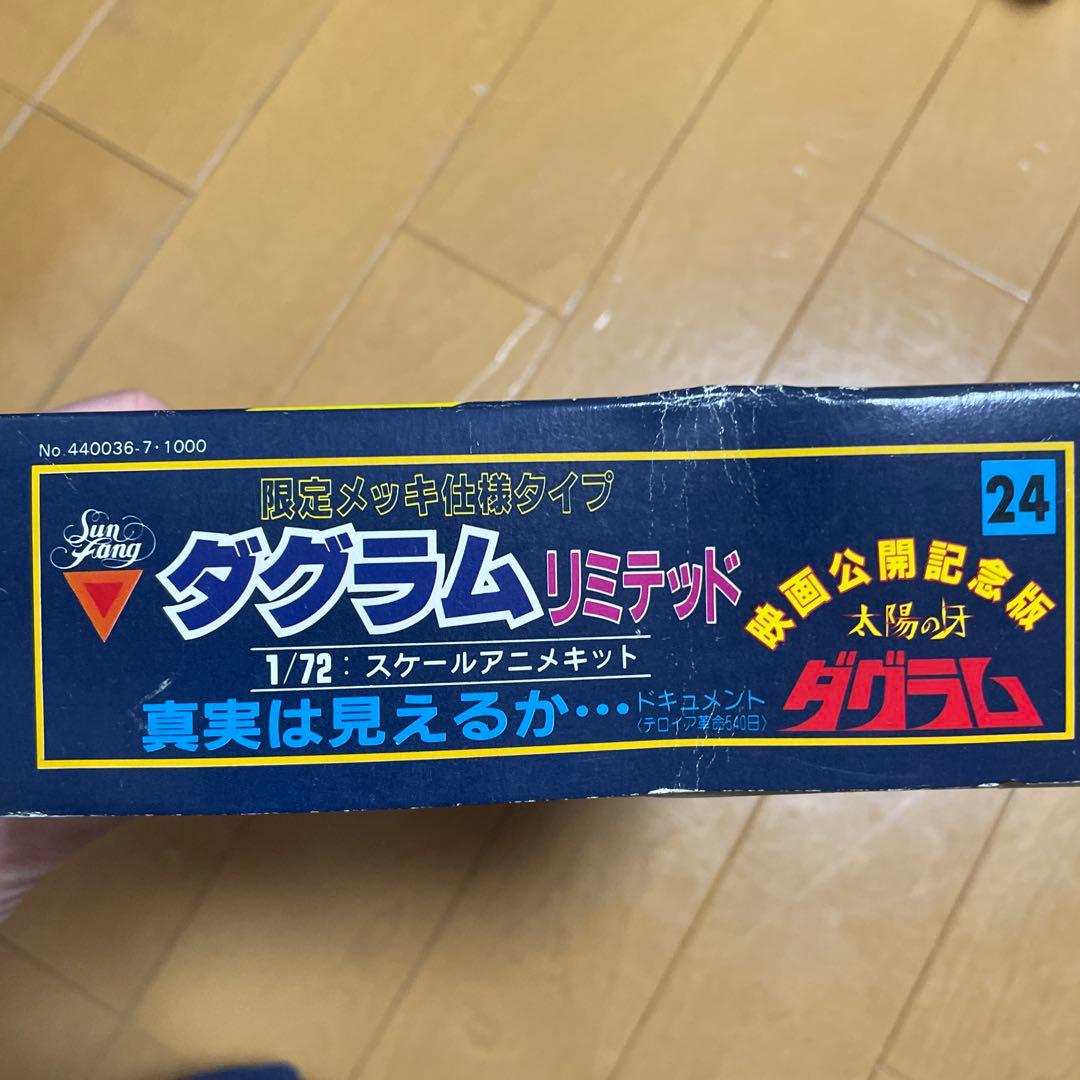 No.440036-7・1000
限定メッキ仕様タイプ
24
Sun
Fang
ダグラム リミテッド
1/72:スケールアニメキット
真実は見えるか…
ドキュメント
〈デロイア革命540日〉
映画公開記念版
太陽の牙
ダグラム